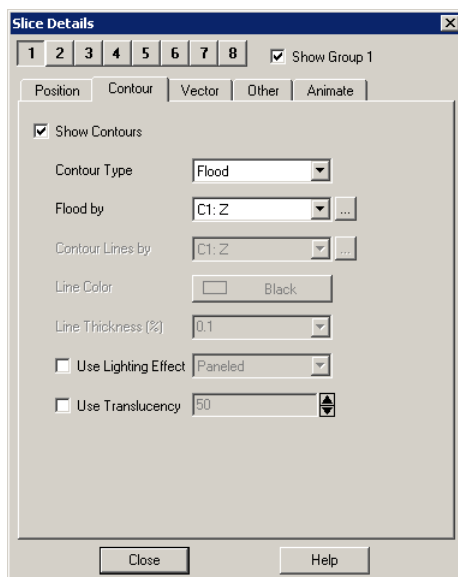 Slice Details
1 2 3 4 5 6 7 8 Show Group 1
Position Contour Vector Other Animate
Show Contours
Contour Type Flood
Flood by C1: Z ...
Contour Lines by C1: Z ...
Line Color Black
Line Thickness (%) 0.1
Use Lighting Effect Paneled
Use Translucency 50
Close Help